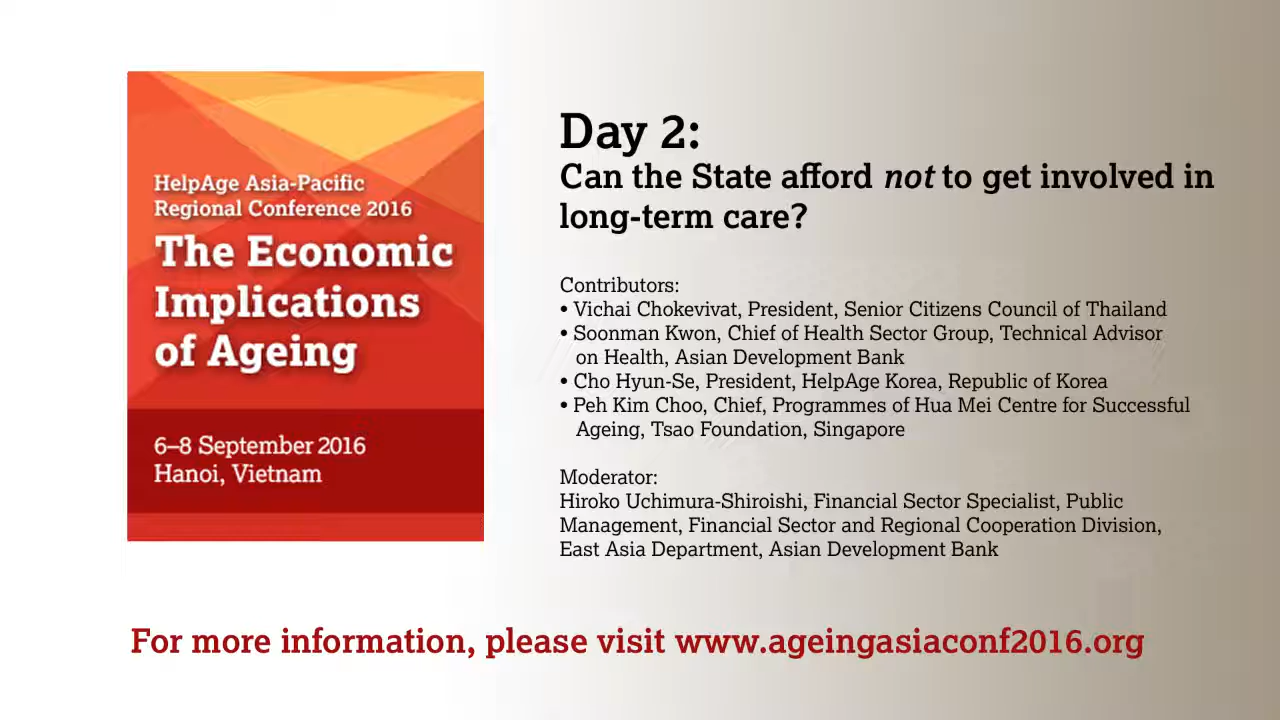 HelpAge Asia-Pacific
Regional Conference 2016
The Economic
Implications
of Ageing
6–8 September 2016
Hanoi, Vietnam
Day 2:
Can the State afford not to get involved in
long-term care?
Contributors:
• Vichai Chokevivat, President, Senior Citizens Council of Thailand
• Soonman Kwon, Chief of Health Sector Group, Technical Advisor
on Health, Asian Development Bank
• Cho Hyun-Se, President, HelpAge Korea, Republic of Korea
• Peh Kim Choo, Chief, Programmes of Hua Mei Centre for Successful
Ageing, Tsao Foundation, Singapore
Moderator:
Hiroko Uchimura-Shiroishi, Financial Sector Specialist, Public
Management, Financial Sector and Regional Cooperation Division,
East Asia Department, Asian Development Bank
For more information, please visit www.ageingasiaconf2016.org